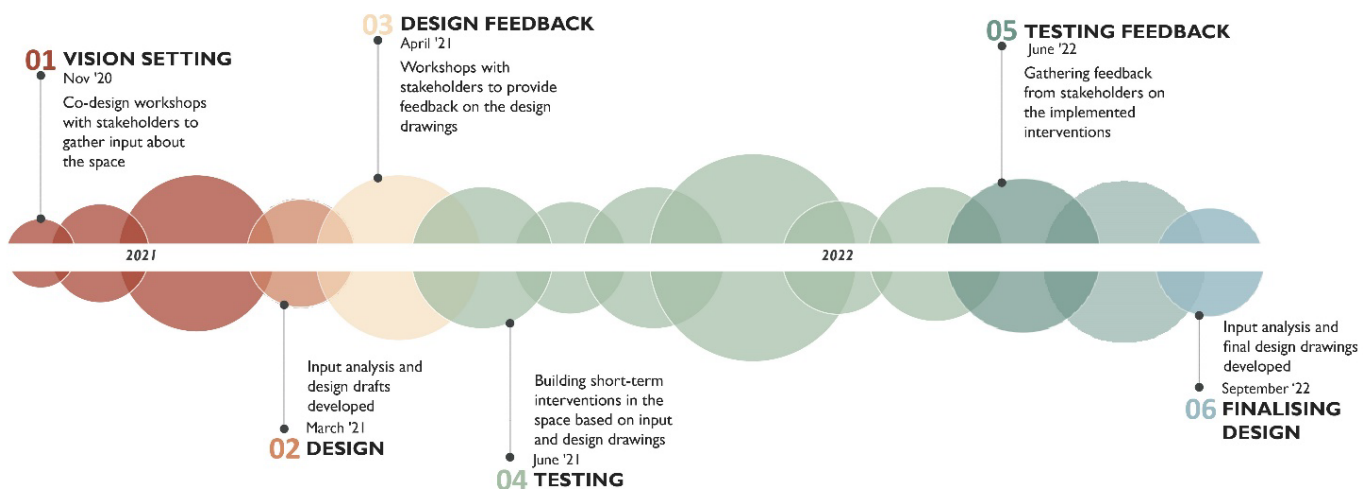 01 VISION SETTING
Nov '20
Co-design workshops
with stakeholders to
gather input about
the space
03 DESIGN FEEDBACK
April '21
Workshops with
stakeholders to provide
feedback on the design
drawings
05 TESTING FEEDBACK
June '22
Gathering feedback
from stakeholders on
the implemented
interventions
2021
2022
Input analysis and
design drafts
developed
March '21
02 DESIGN
Building short-term
interventions in the
space based on input
and design drawings
June '21
04 TESTING
Input analysis and
final design drawings
developed
September '22
06 FINALISING
DESIGN